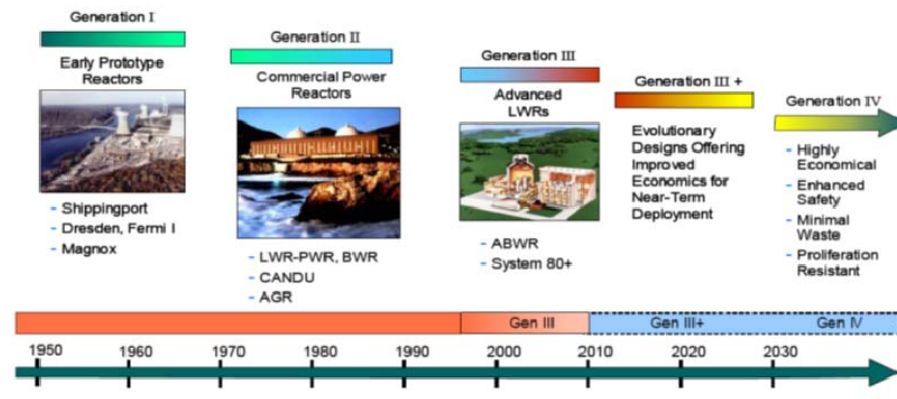 Generation I
Early Prototype
Reactors
- Shippingport
- Dresden, Fermi I
- Magnox
Generation II
Commercial Power
Reactors
- LWR-PWR, BWR
- CANDU
- AGR
Generation III
Advanced
LWRs
- ABWR
- System 80+
Generation III +
Evolutionary
Designs Offering
Improved
Economics for
Near-Term
Deployment
Generation IV
- Highly
Economical
- Enhanced
Safety
- Minimal
Waste
- Proliferation
Resistant
Gen III
Gen III+
Gen IV
1950
1960
1970
1980
1990
2000
2010
2020
2030